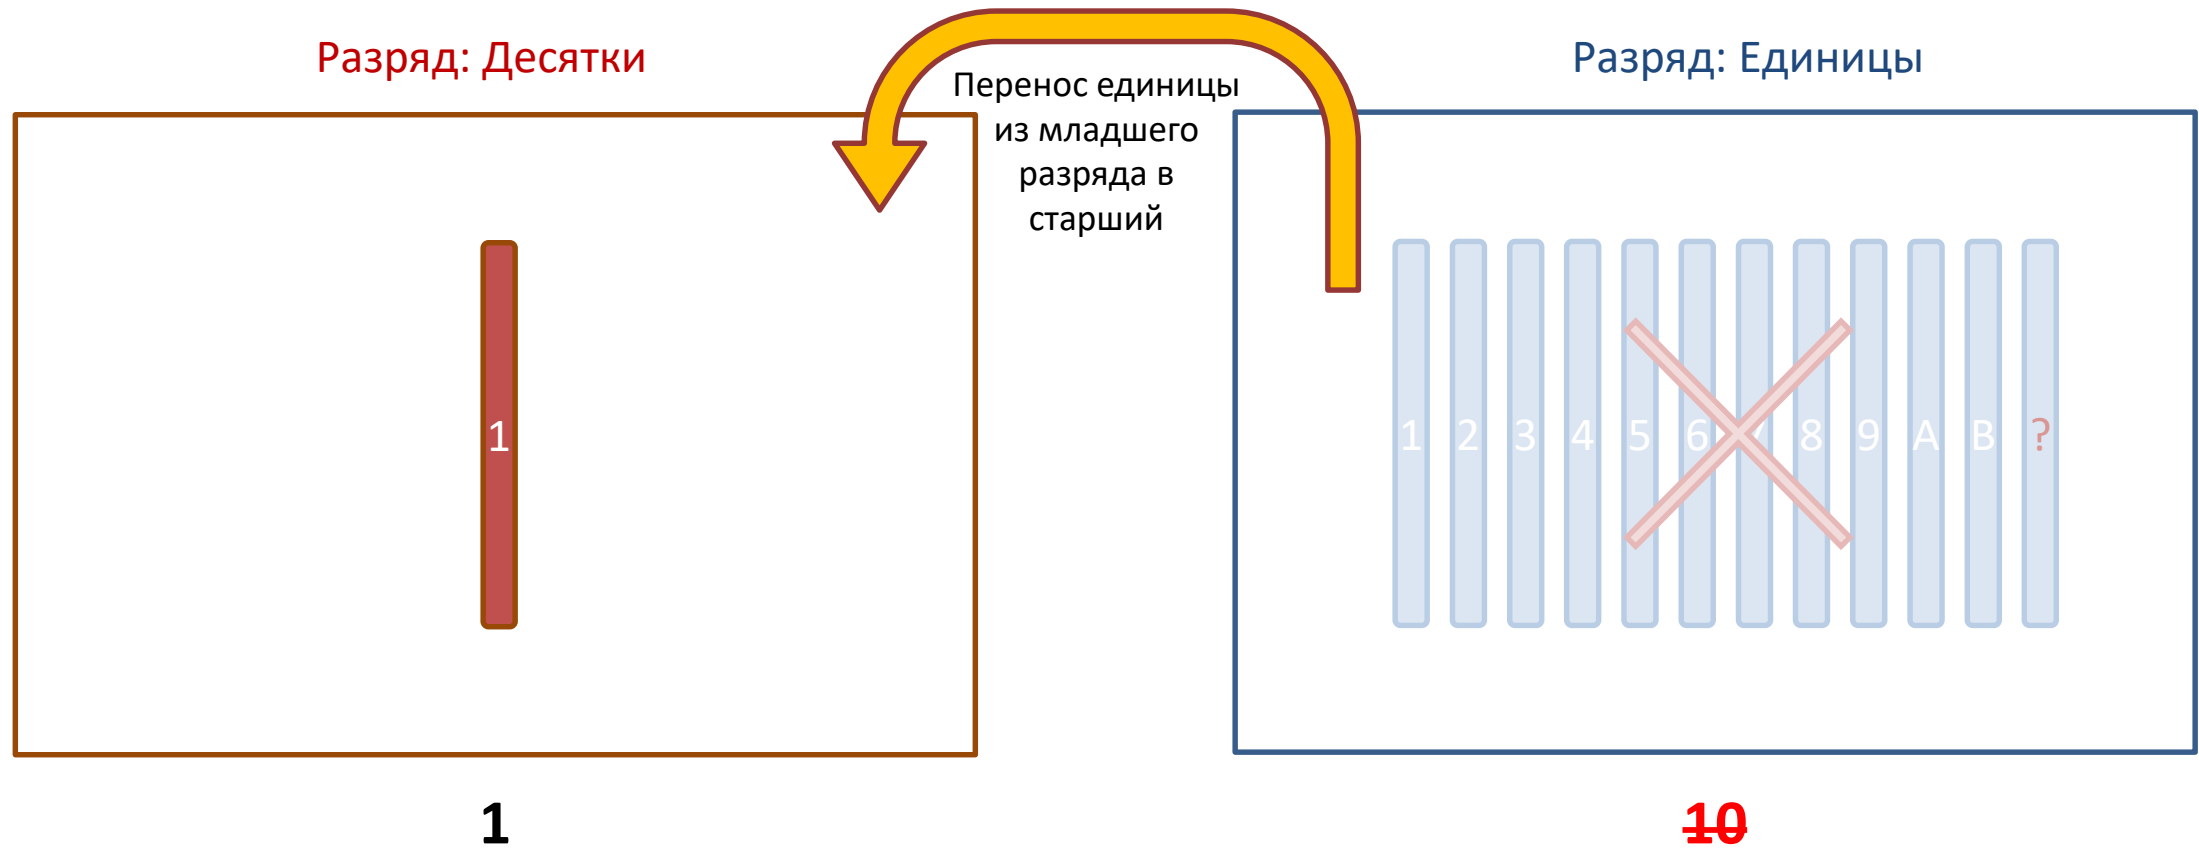 Разряд: Десятки
Перенос единицы
из младшего
разряда в
старший
Разряд: Единицы
1
1 2 3 4 5 6 7 8 9 A B ?
1
10